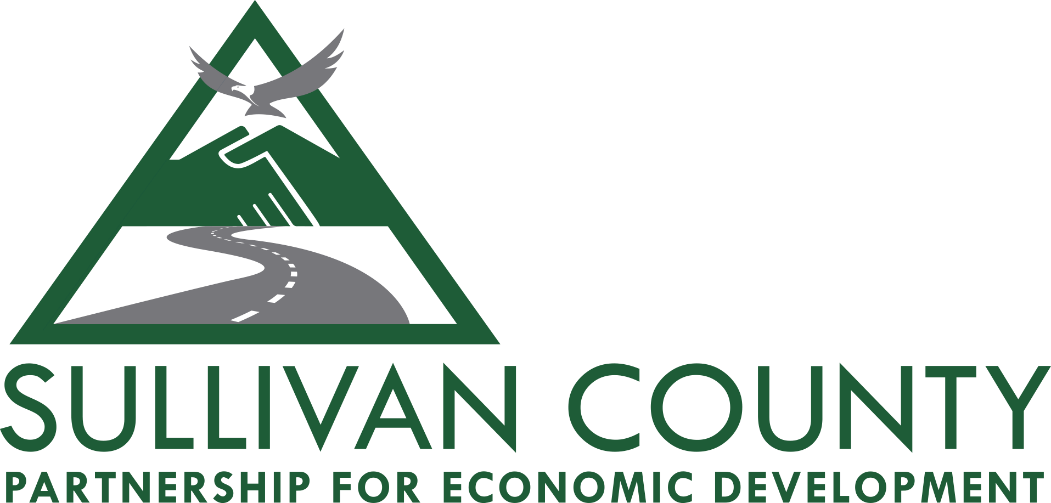 SULLIVAN COUNTY
PARTNERSHIP FOR ECONOMIC DEVELOPMENT